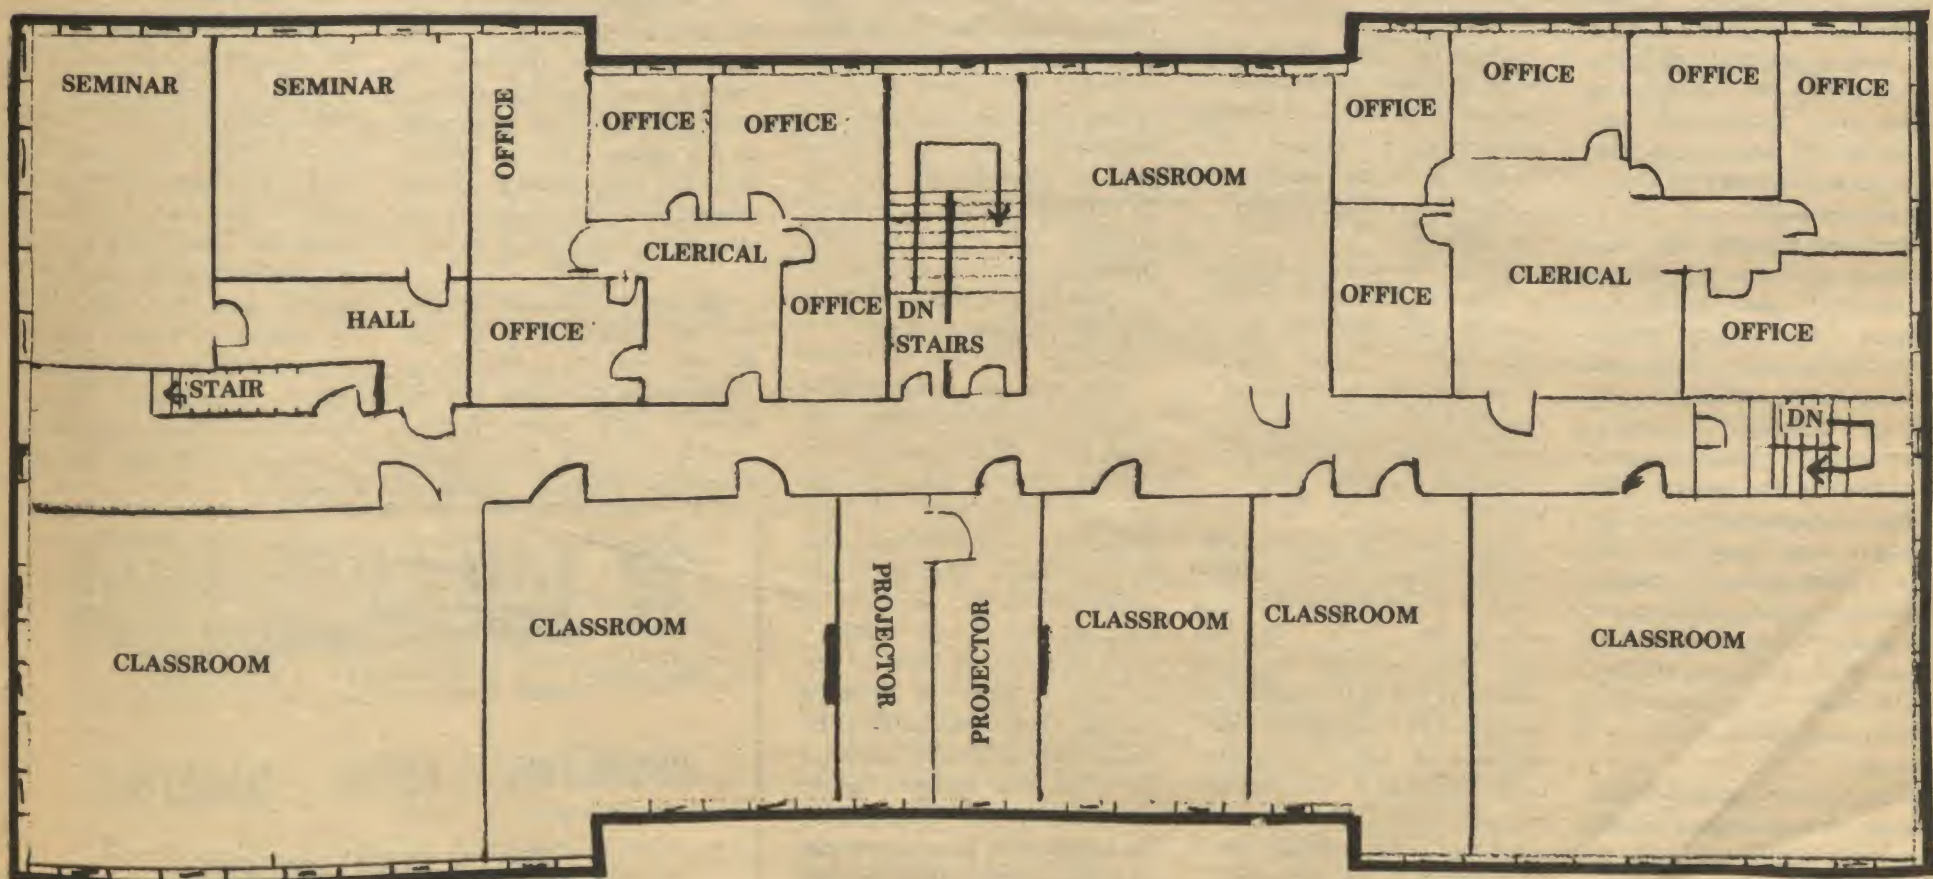 SEMINAR
SEMINAR
OFFICE
OFFICE
OFFICE
CLASSROOM
OFFICE
OFFICE
OFFICE
OFFICE
CLERICAL
OFFICE
OFFICE
HALL
OFFICE
DN
STAIRS
STAIR
CLERICAL
OFFICE
DN
CLASSROOM
CLASSROOM
PROJECTOR
PROJECTOR
CLASSROOM
CLASSROOM
CLASSROOM